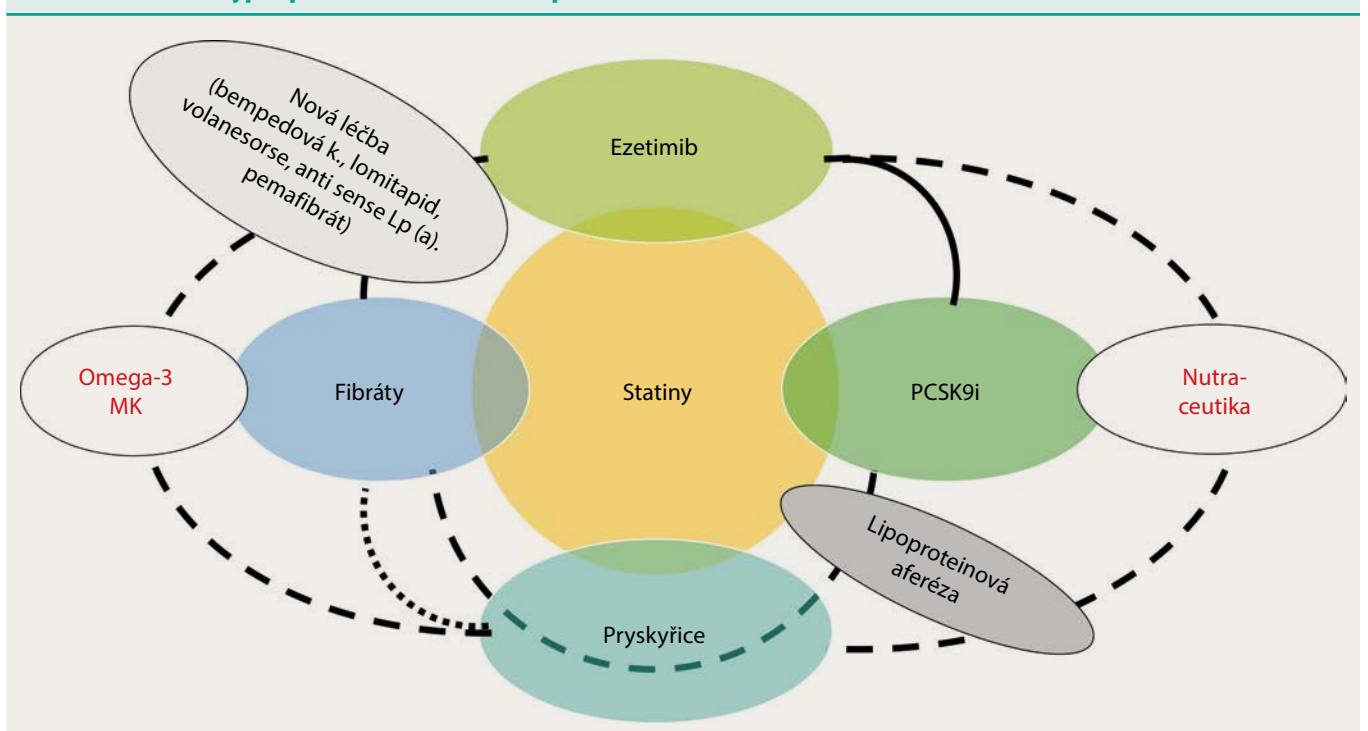 Nová léčba
(bempedová k., lomitapid,
volanesorse, anti sense Lp (a).
pemafibrát)
Ezetimib
Omega-3
MK
Fibráty
Statiny
PCSK9i
Nutra-
ceutika
Lipoproteinová
aferéza
Pryskyřice